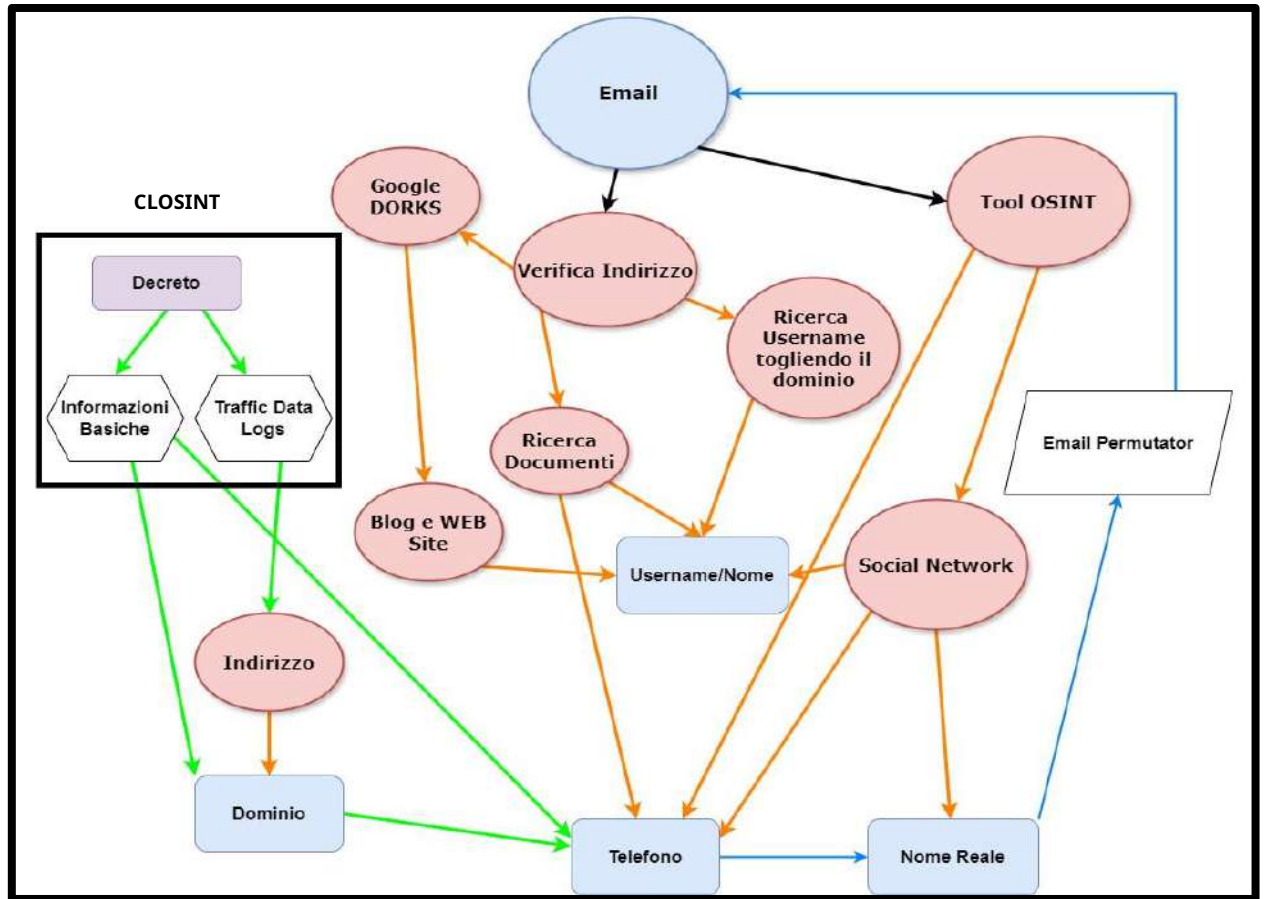 Email
Google
DORKS
CLOSINT
Tool OSINT
Verifica Indirizzo
Decreto
Ricerca
Username
togliendo il
dominio
Informazioni
Basiche
Traffic Data
Logs
Ricerca
Documenti
Email Permutator
Blog e WEB
Site
Username/Nome
Social Network
Indirizzo
Dominio
Telefono
Nome Reale